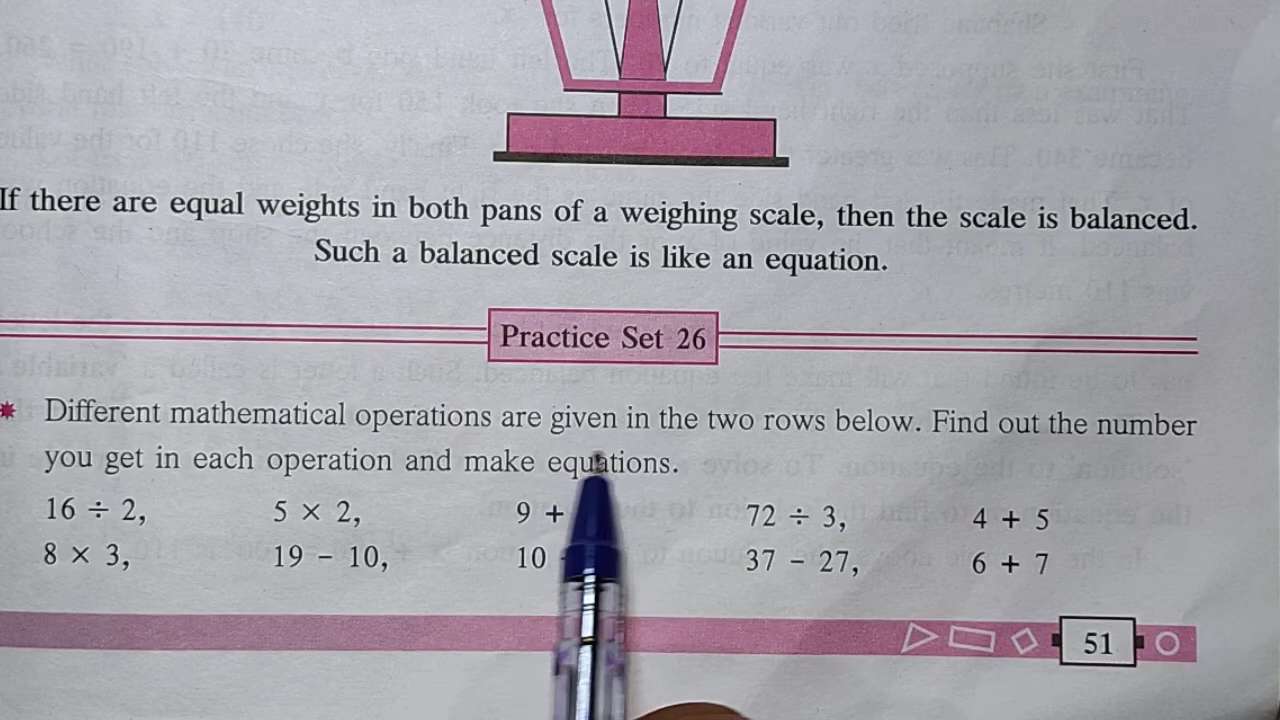 If there are equal weights in both pans of a weighing scale, then the scale is balanced.
Such a balanced scale is like an equation.
Practice Set 26
Different mathematical operations are given in the two rows below. Find out the number
you get in each operation and make equations.
16 ÷ 2, 5 × 2, 9 + 72 ÷ 3, 4 + 5
8 × 3, 19 − 10, 10 37 − 27, 6 + 7
51